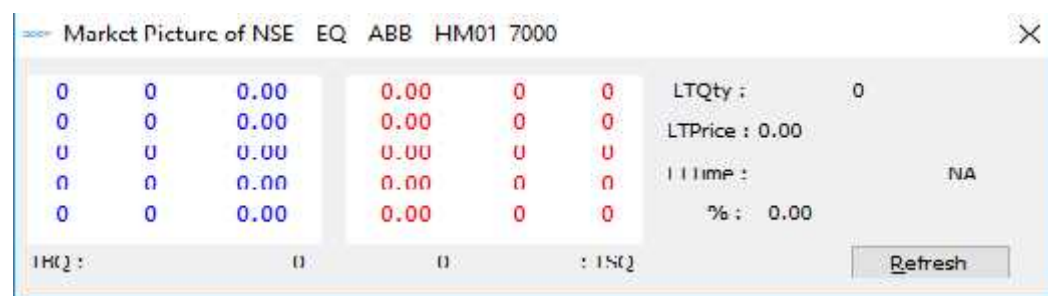 Market Picture of NSE EQ ABB HM01 7000
0 0 0.00 0.00 0 0 LTQty : 0
0 0 0.00 0.00 0 0 LTPrice : 0.00
0 0 0.00 0.00 0 0
0 0 0.00 0.00 0 0 LTTime : NA
0 0 0.00 0.00 0 0 % : 0.00
TBQ : 0 0 : TSQ Refresh